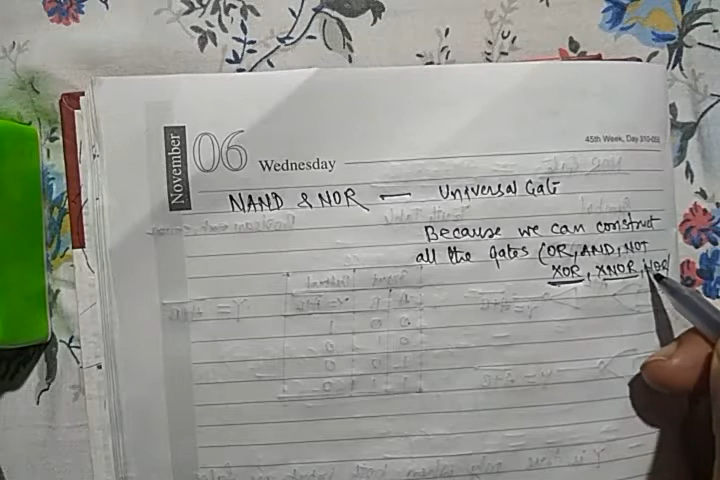 November
06
Wednesday
45th Week, Day 310-055
NAND & NOR — Universal Gate
Because we can construct
all the gates (OR, AND, NOT
XOR, XNOR, NOR)